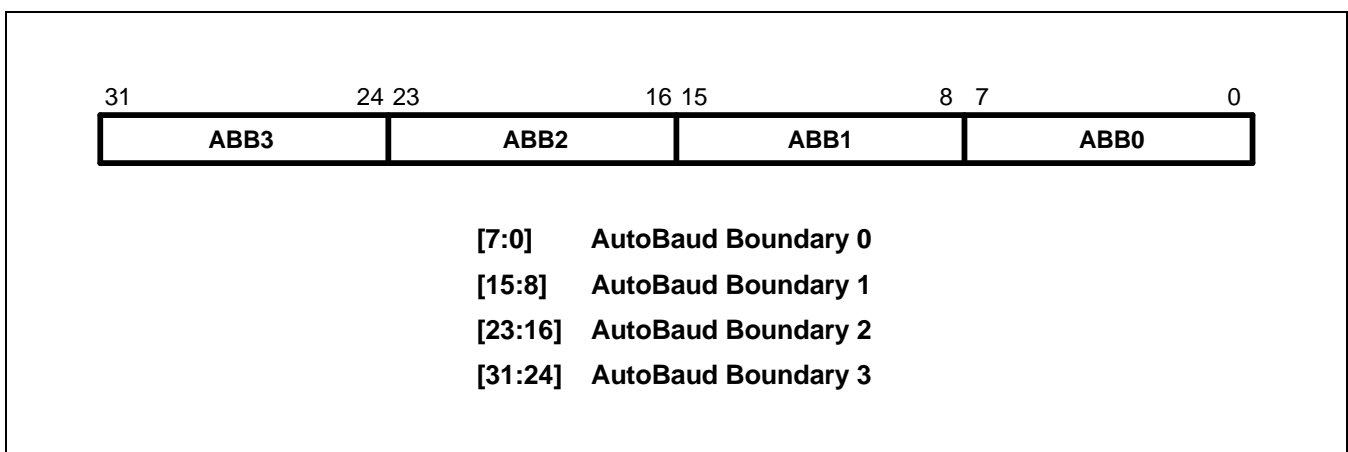 31 24 23 16 15 8 7 0
ABB3 ABB2 ABB1 ABB0
[7:0] AutoBaud Boundary 0
[15:8] AutoBaud Boundary 1
[23:16] AutoBaud Boundary 2
[31:24] AutoBaud Boundary 3